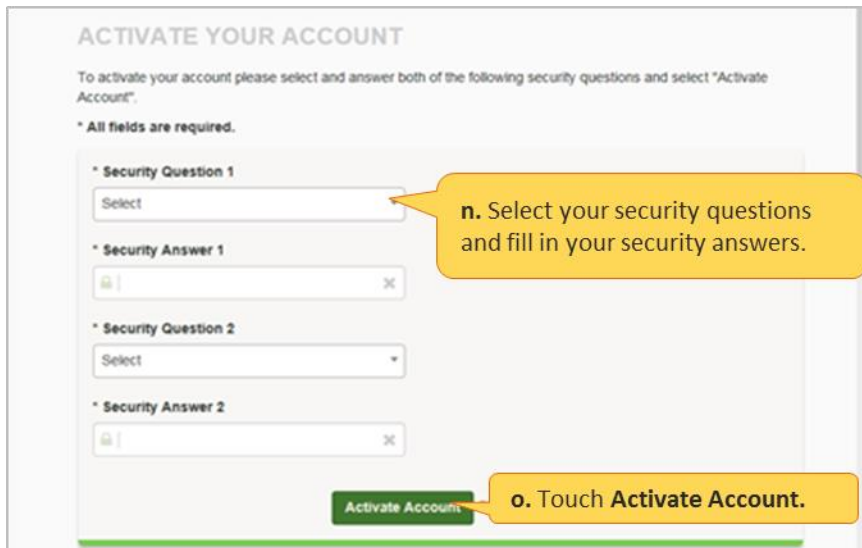 ACTIVATE YOUR ACCOUNT
To activate your account please select and answer both of the following security questions and select "Activate
Account".
* All fields are required.
* Security Question 1
Select
n. Select your security questions
and fill in your security answers.
* Security Answer 1
* Security Question 2
Select
* Security Answer 2
Activate Account
o. Touch Activate Account.